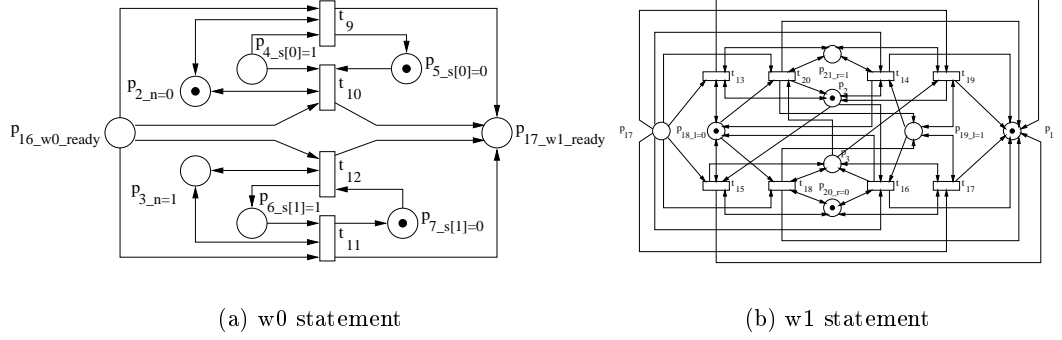 t_9
p_4_s[0]=1
p_5_s[0]=0
p_2_n=0
t_10
p_16_w0_ready
p_17_w1_ready
t_12
p_3_n=1
p_6_s[1]=1
p_7_s[1]=0
t_11
(a) w0 statement
t_13
t_20
p_21_r=1
t_14
t_19
p_2
p_17
p_18_l=0
p_19_l=1
p_1
p_3
t_15
t_18
p_20_r=0
t_16
t_17
(b) w1 statement